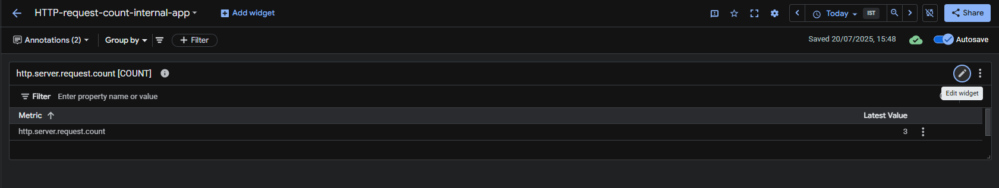 HTTP-request-count-internal-app Add widget Today IST Share
Annotations (2) Group by Filter Saved 20/07/2025, 15:48 Autosave
http.server.request.count [COUNT]
Filter Enter property name or value Edit widget
Metric Latest Value
http.server.request.count 3